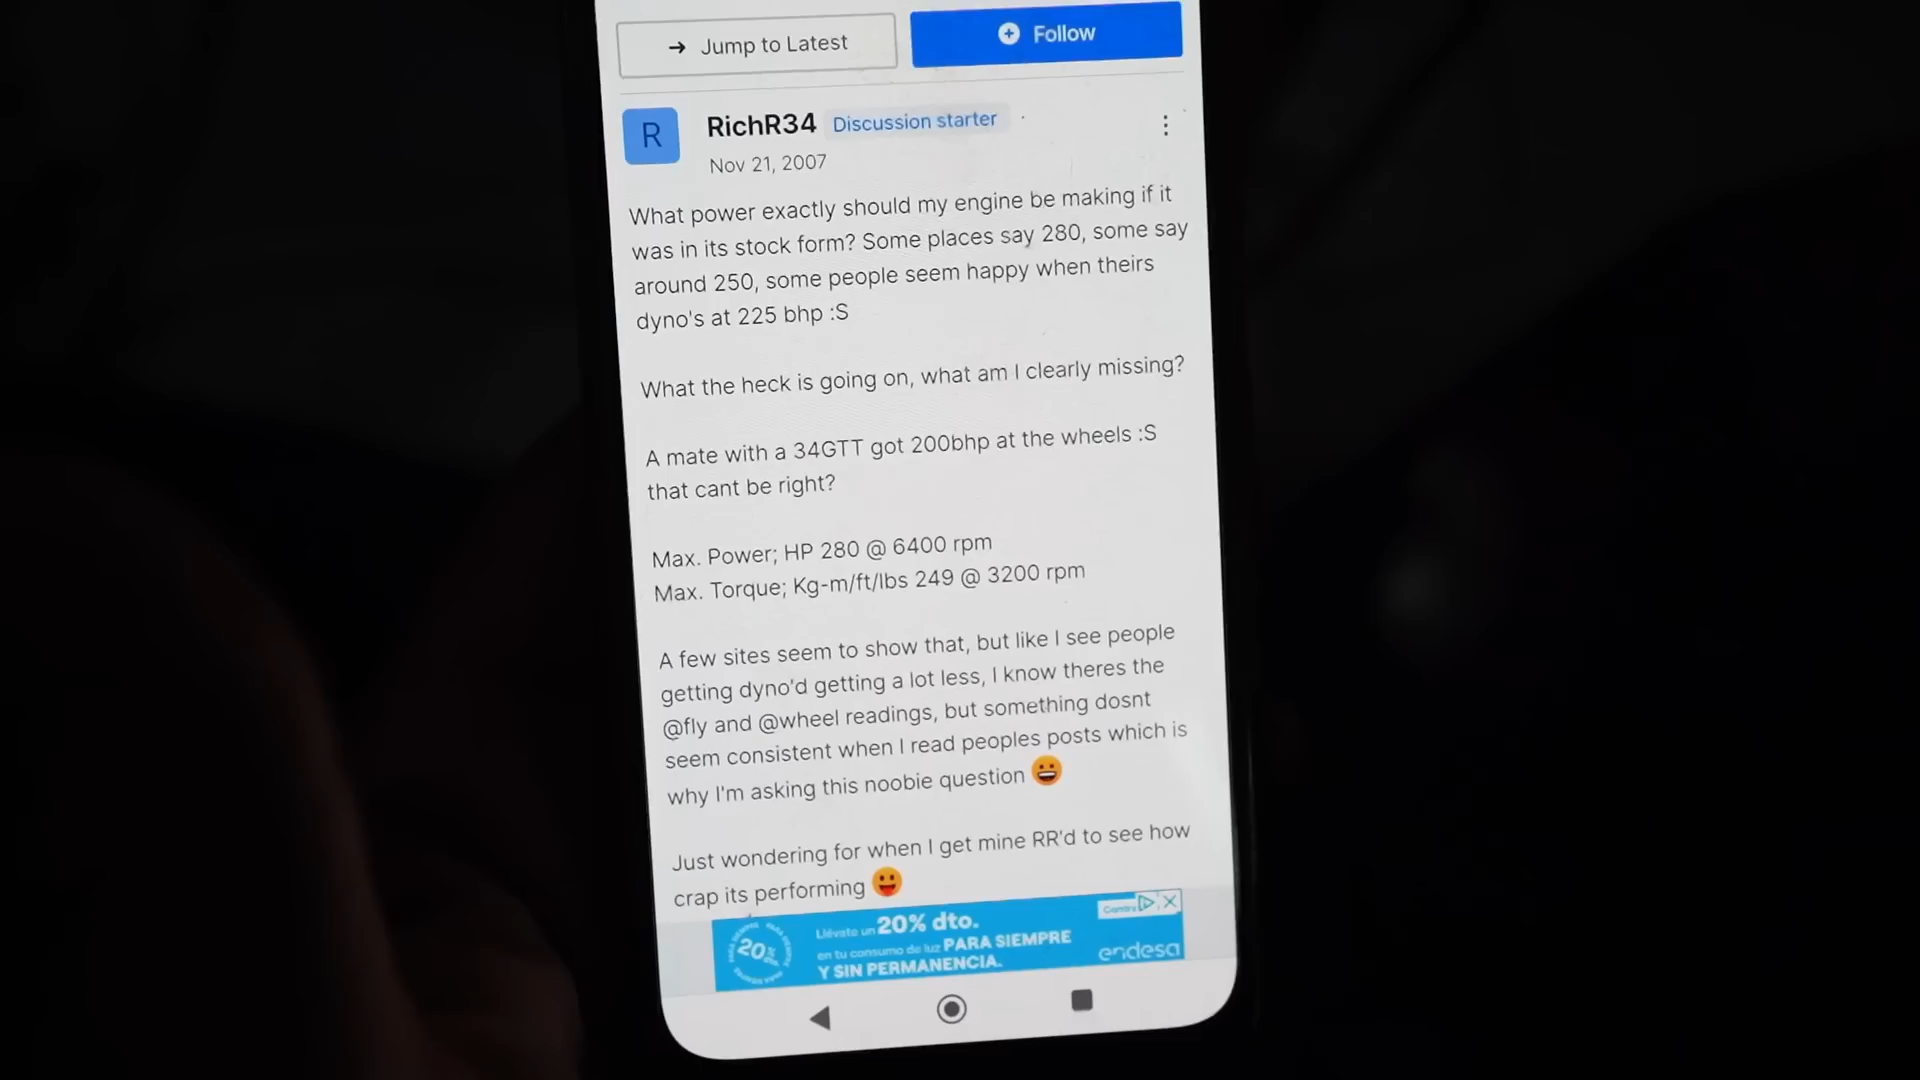 → Jump to Latest
Follow
R
RichR34 Discussion starter
Nov 21, 2007
What power exactly should my engine be making if it
was in its stock form? Some places say 280, some say
around 250, some people seem happy when theirs
dyno's at 225 bhp :S
What the heck is going on, what am I clearly missing?
A mate with a 34GTT got 200bhp at the wheels :S
that cant be right?
Max. Power; HP 280 @ 6400 rpm
Max. Torque; Kg-m/ft/lbs 249 @ 3200 rpm
A few sites seem to show that, but like I see people
getting dyno'd getting a lot less, I know theres the
@fly and @wheel readings, but something dosnt
seem consistent when I read peoples posts which is
why I'm asking this noobie question 😀
Just wondering for when I get mine RR'd to see how
crap its performing 😛
20%
Llévate un 20% dto.
en tu consumo de luz PARA SIEMPRE
Y SIN PERMANENCIA.
endesa